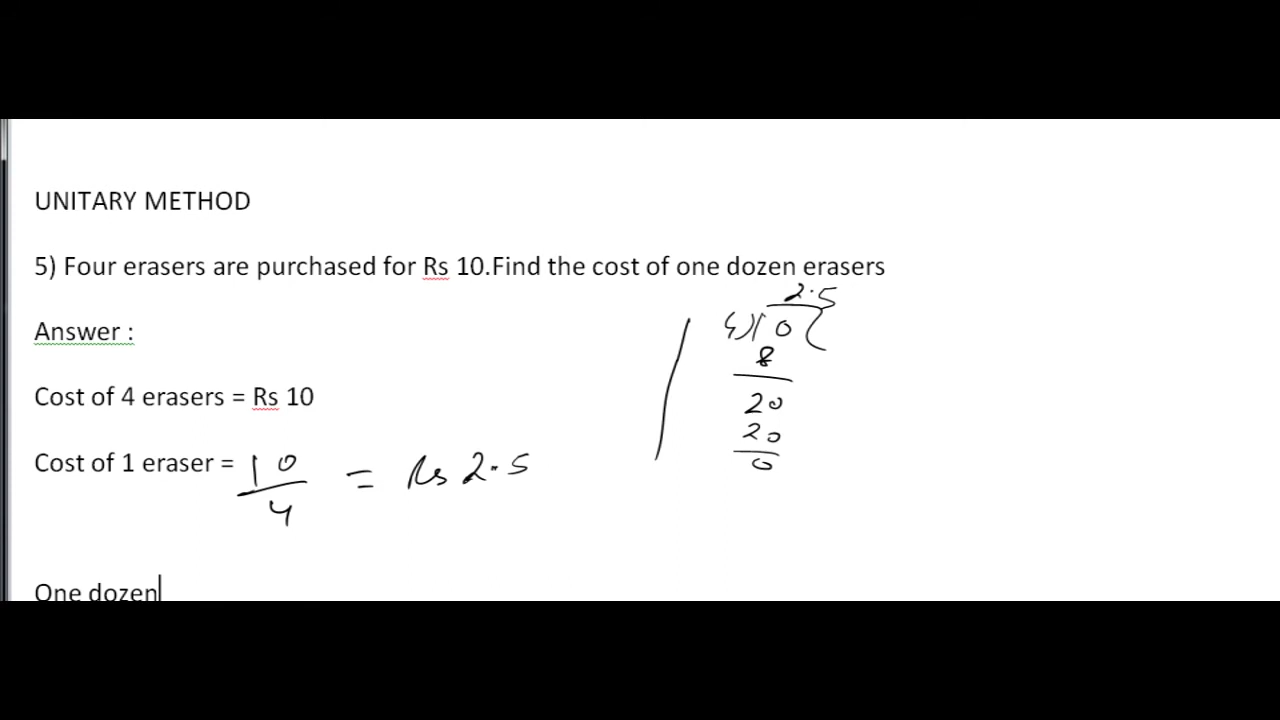 UNITARY METHOD
5) Four erasers are purchased for Rs 10.Find the cost of one dozen erasers
2.5
4)10(
8
20
20
0
Answer :
Cost of 4 erasers = Rs 10
Cost of 1 eraser = 10/4 = Rs 2.5
One dozen